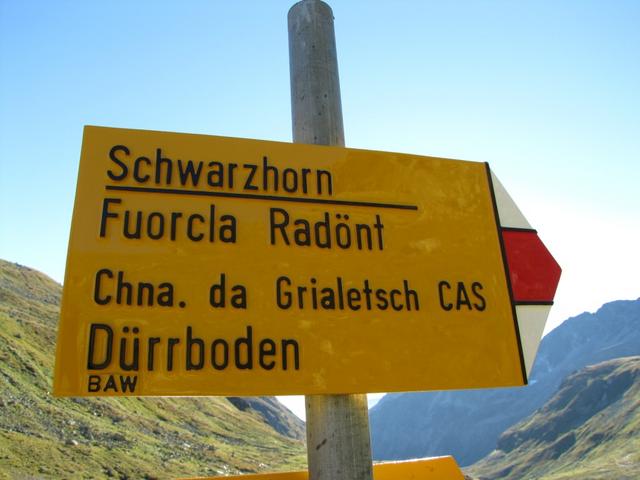 Schwarzhorn
Fuorcla Radönt
Chna. da Grialetsch CAS
Dürrboden
BAW